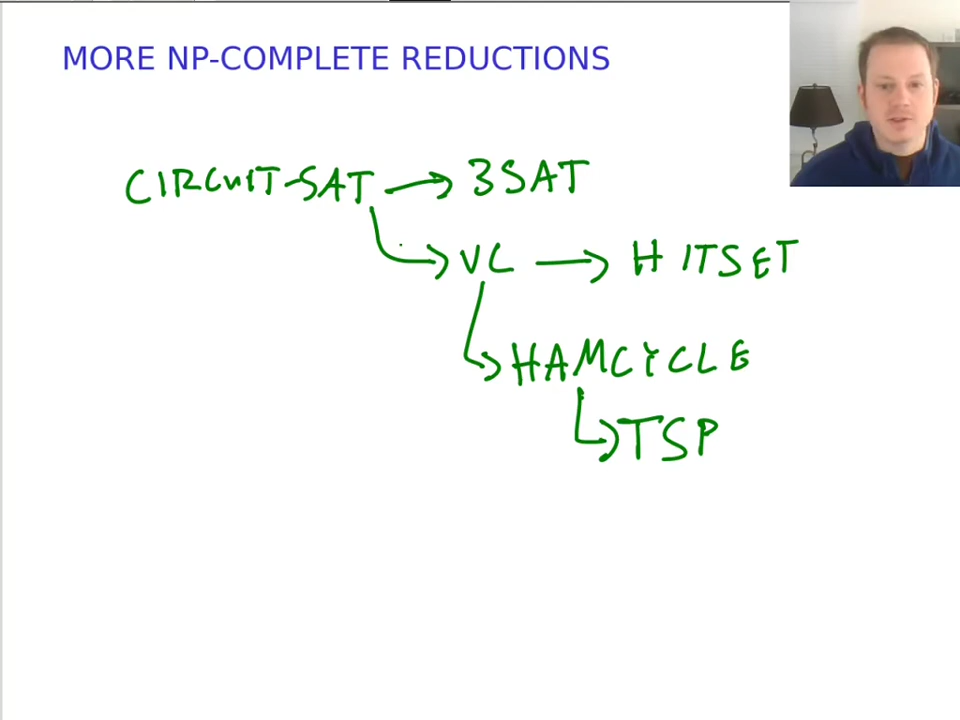 MORE NP-COMPLETE REDUCTIONS
CIRCUIT-SAT → 3SAT
VC → HITSET
HAMCYCLE
TSP